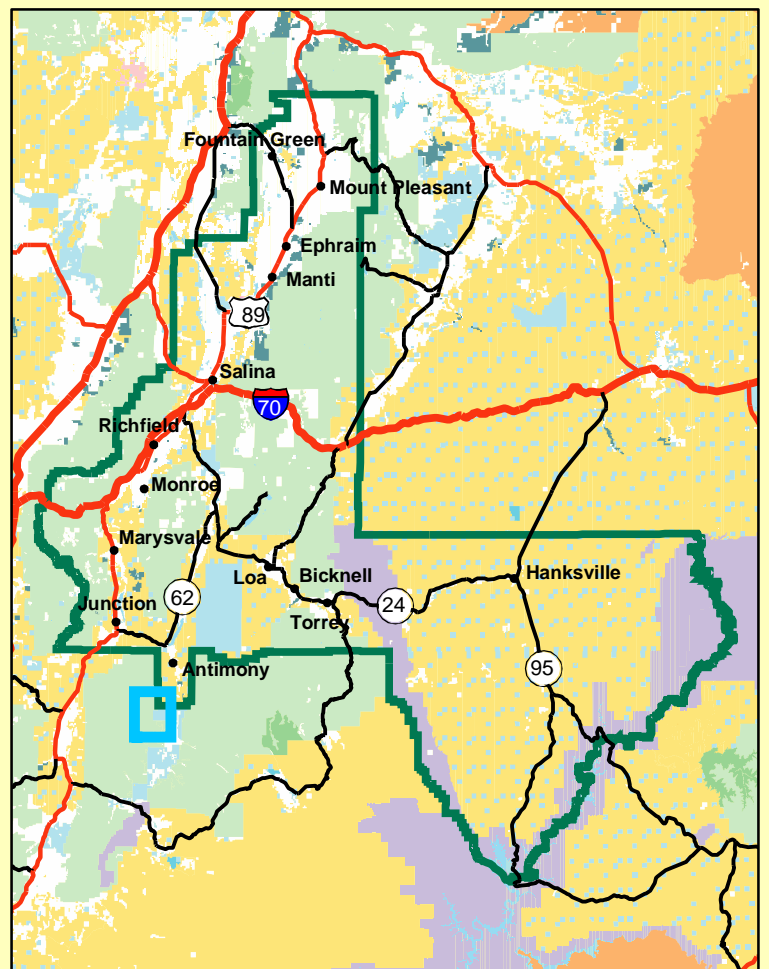 Fountain Green
Mount Pleasant
Ephraim
Manti
89
Salina
70
Richfield
Monroe
Marysvale
Loa
Bicknell
Hanksville
Junction
62
24
Torrey
Antimony
95